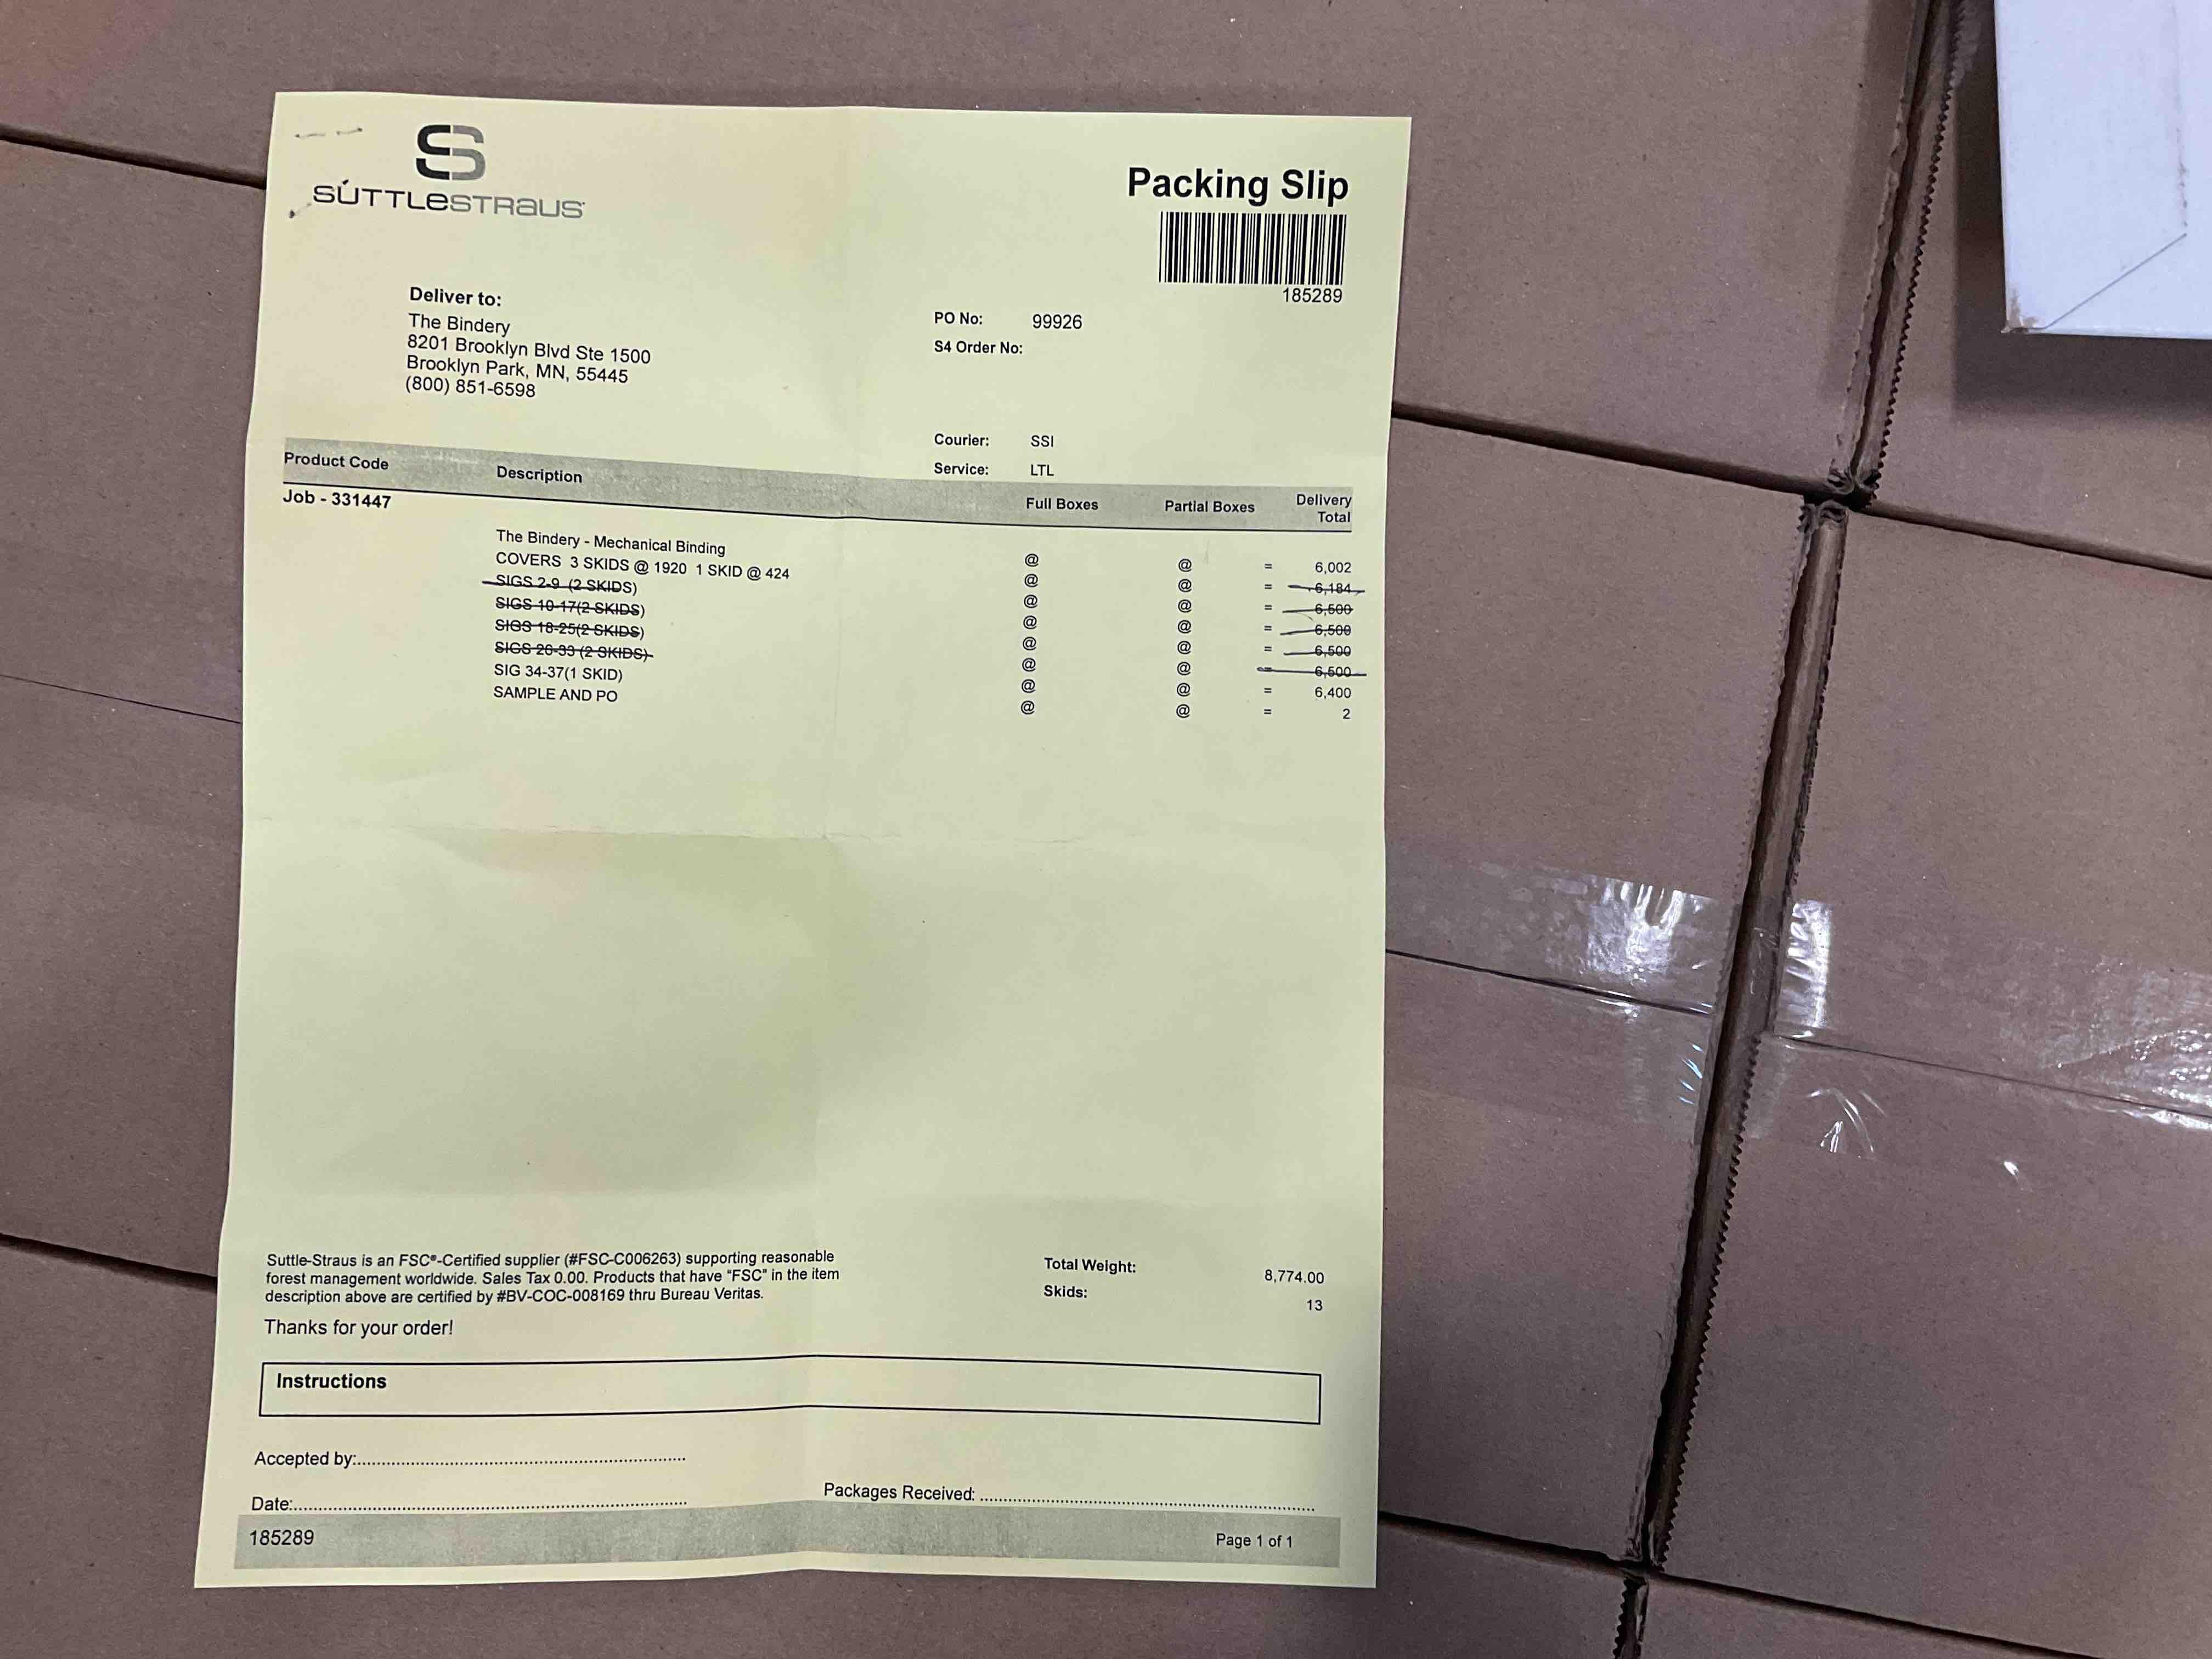 SUTTLESTRAUS
Packing Slip
185289
Deliver to:
The Bindery
8201 Brooklyn Blvd Ste 1500
Brooklyn Park, MN, 55445
(800) 851-6598
PO No: 99926
S4 Order No:
Courier: SSI
Service: LTL
Product Code Description Full Boxes Partial Boxes Delivery Total
Job - 331447
The Bindery - Mechanical Binding @ @ = 6,002
COVERS 3 SKIDS @ 1920 1 SKID @ 424 @ @ = 6,184
SIGS 2-9 (2 SKIDS) @ @ = 6,500
SIGS 10-17(2 SKIDS) @ @ = 6,500
SIGS 18-25(2 SKIDS) @ @ = 6,500
SIGS 26-33 (2 SKIDS) @ @ = 6,500
SIG 34-37(1 SKID) @ @ = 6,400
SAMPLE AND PO @ @ = 2
Suttle-Straus is an FSC®-Certified supplier (#FSC-C006263) supporting reasonable
forest management worldwide. Sales Tax 0.00. Products that have "FSC" in the item
description above are certified by #BV-COC-008169 thru Bureau Veritas.
Thanks for your order!
Total Weight: 8,774.00
Skids: 13
Instructions
Accepted by:
Date:
Packages Received:
185289 Page 1 of 1